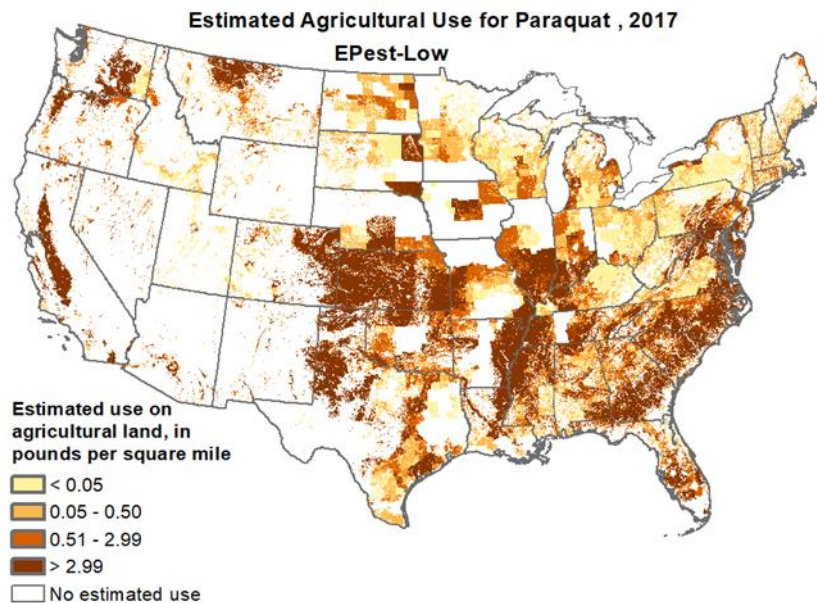 Estimated Agricultural Use for Paraquat , 2017
EPest-Low
Estimated use on
agricultural land, in
pounds per square mile
< 0.05
0.05 - 0.50
0.51 - 2.99
> 2.99
No estimated use